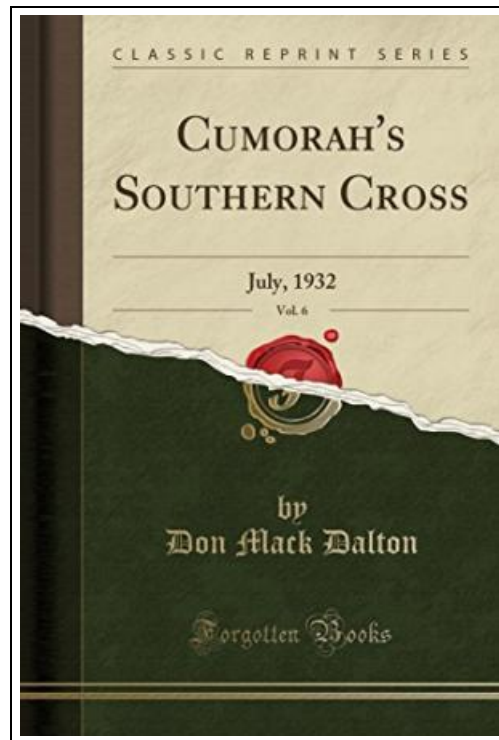 CLASSIC REPRINT SERIES
CUMORAH'S
SOUTHERN CROSS
July, 1932
Vol. 6
by
Don Mack Dalton
Forgotten Books